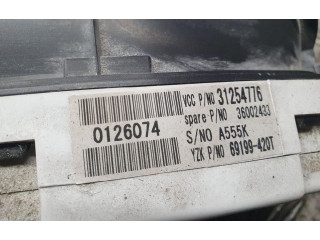 VCC P/NO 31254776
spare P/NO 36002433
0126074
S/NO A555K
YZK P/NO 69199-420T